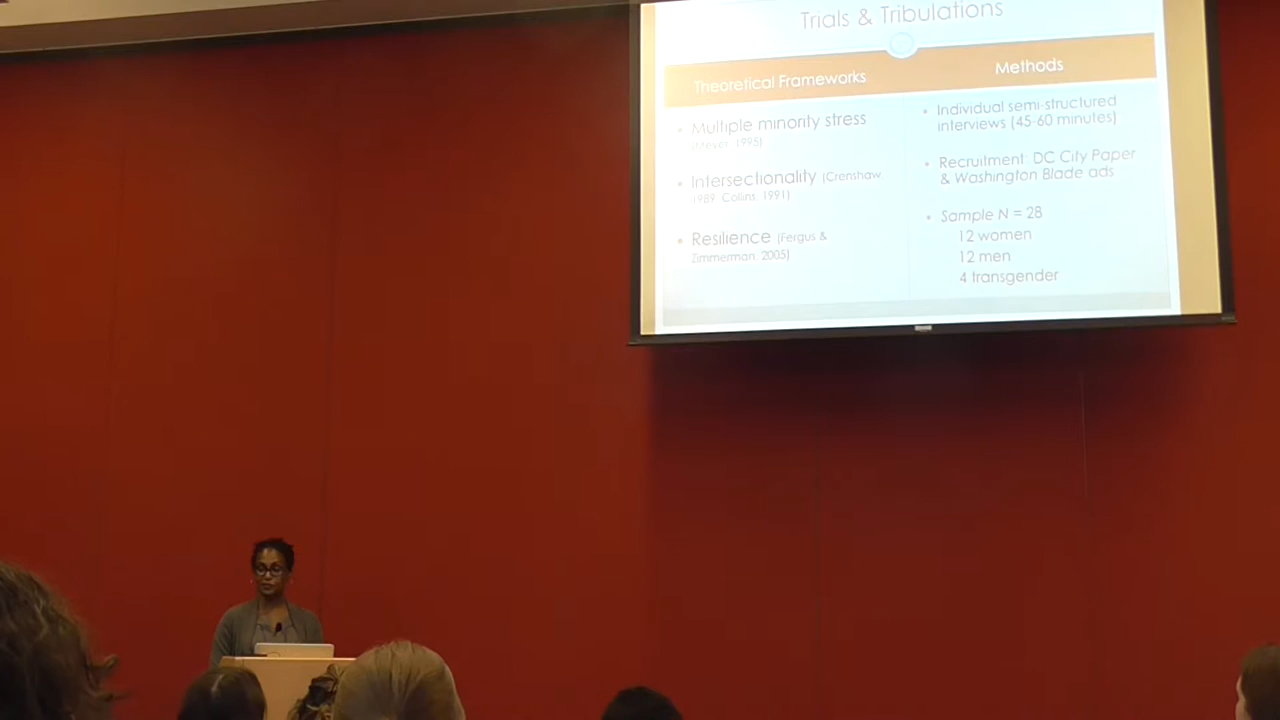 Trials & Tribulations
Theoretical Frameworks
• Multiple minority stress
(Meyer, 1995)
• Intersectionality (Crenshaw,
1989, Collins, 1991)
• Resilience (Fergus &
Zimmerman, 2005)
Methods
• Individual semi-structured
interviews (45-60 minutes)
• Recruitment: DC City Paper
& Washington Blade ads
• Sample N = 28
12 women
12 men
4 transgender